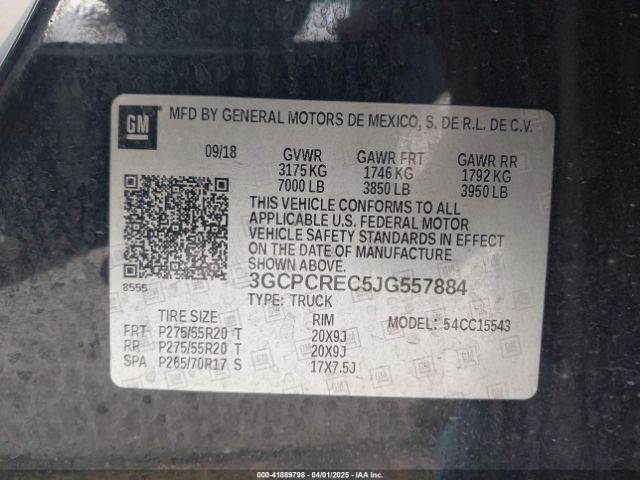 GM
MFD BY GENERAL MOTORS DE MEXICO, S. DE R.L. DE C.V.
09/18 GVWR GAWR FRT GAWR RR
3175 KG 1746 KG 1792 KG
7000 LB 3850 LB 3950 LB
THIS VEHICLE CONFORMS TO ALL
APPLICABLE U.S. FEDERAL MOTOR
VEHICLE SAFETY STANDARDS IN EFFECT
ON THE DATE OF MANUFACTURE
SHOWN ABOVE.
8555
3GCPCREC5JG557884
TYPE: TRUCK
TIRE SIZE RIM MODEL: 54CC15543
FRT P275/55R20 T 20X9J
RR P275/55R20 T 20X9J
SPA P265/70R17 S 17X7.5J
000-41889798 04/01/2025 IAA Inc.